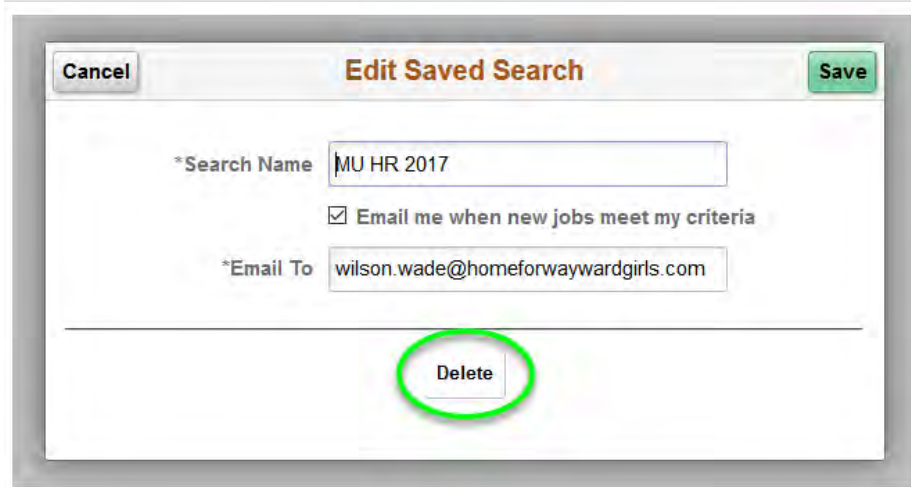 Cancel Edit Saved Search Save
*Search Name MU HR 2017
Email me when new jobs meet my criteria
*Email To wilson.wade@homeforwaywardgirls.com
Delete